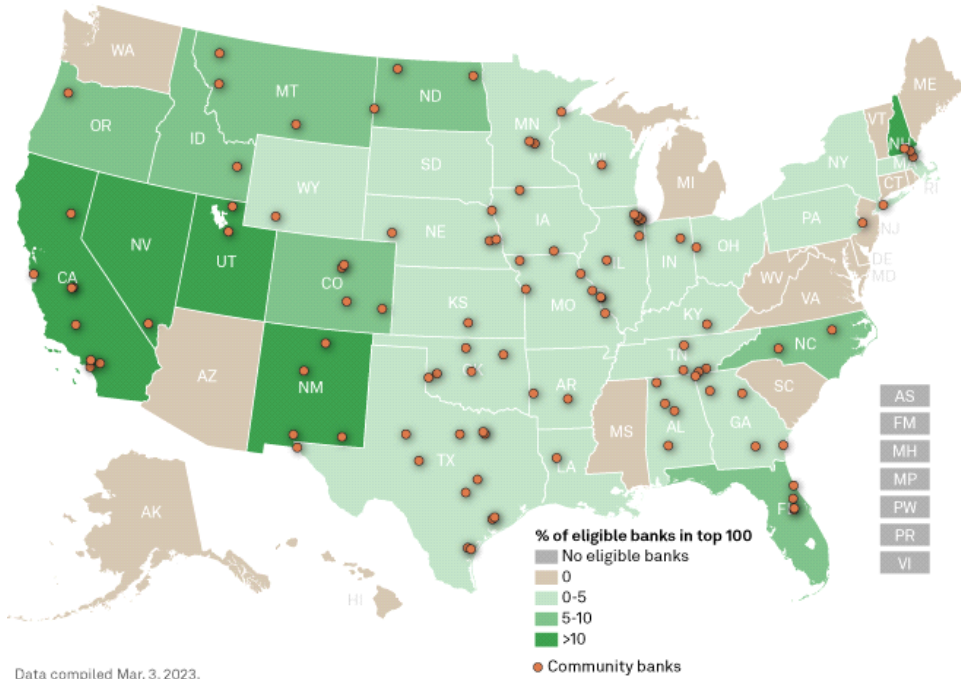 WA
ME
MT
ND
VT
OR
MN
NH
ID
WI
NY
MA
SD
CT
RI
WY
MI
PA
IA
NJ
NE
NV
OH
DE
UT
IL
IN
MD
CA
CO
WV
VA
KS
MO
KY
NC
TN
OK
AZ
NM
AR
SC
MS
AL
GA
TX
LA
FL
AK
HI
AS
FM
MH
MP
PW
PR
VI
% of eligible banks in top 100
No eligible banks
0
0-5
5-10
>10
Community banks
Data compiled Mar. 3, 2023.